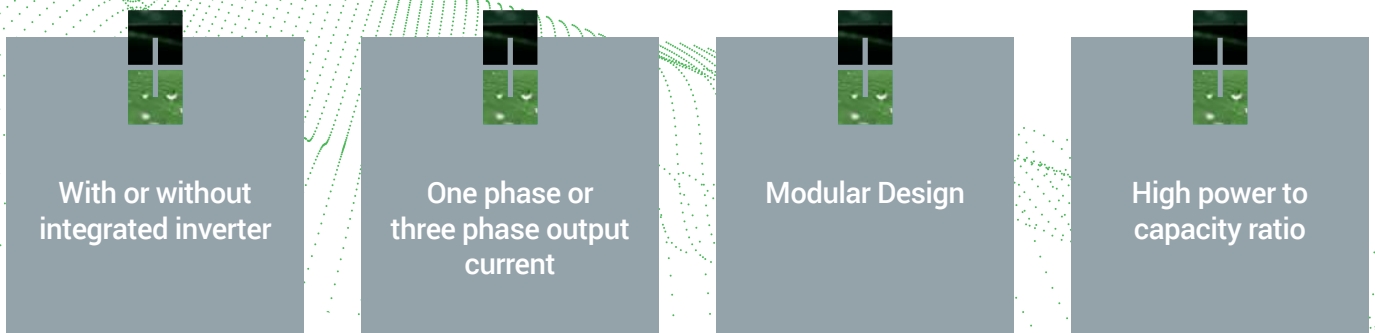 With or without
integrated inverter
One phase or
three phase output
current
Modular Design
High power to
capacity ratio